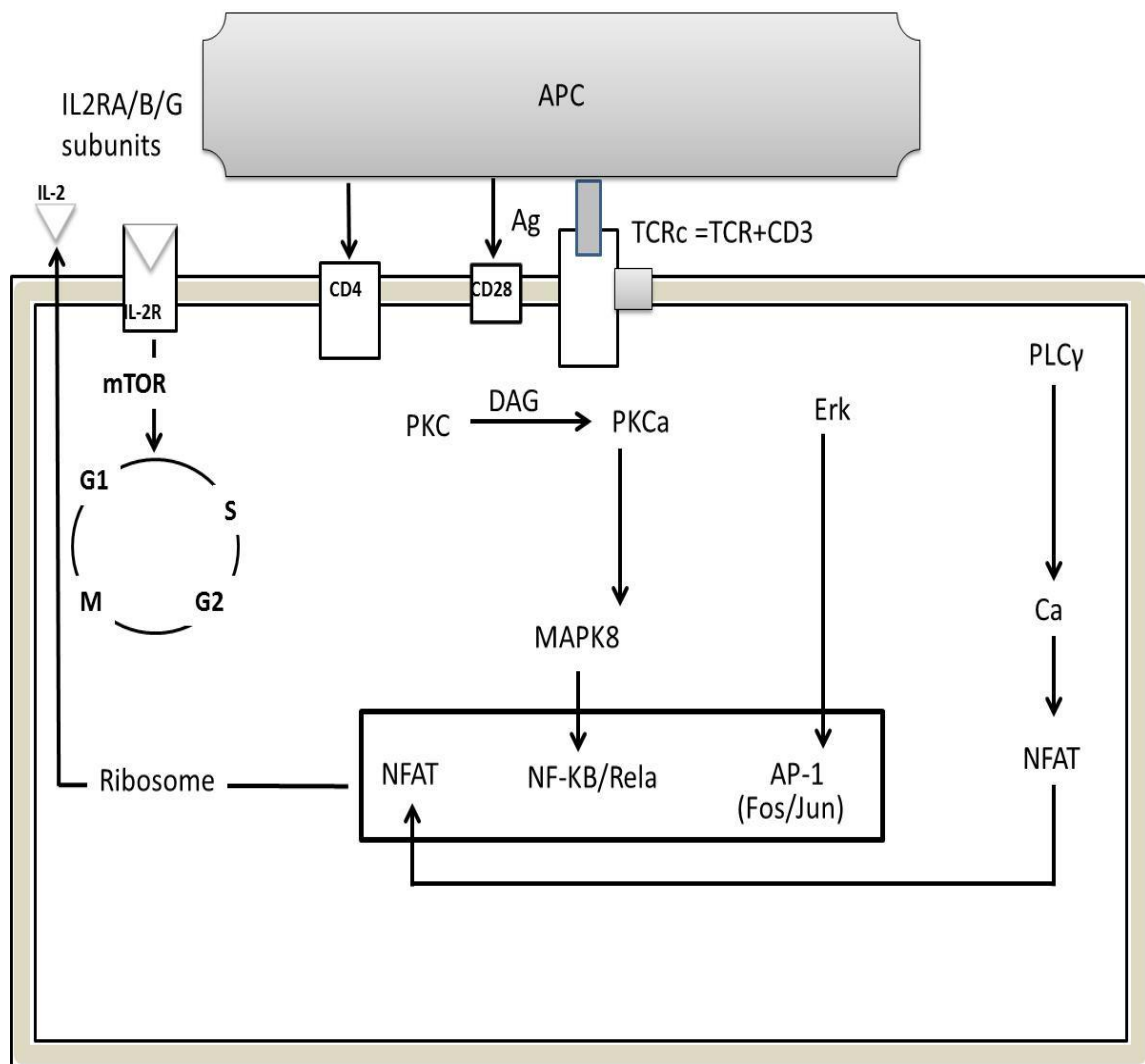 APC
IL2RA/B/G
subunits
IL-2
Ag
TCRc =TCR+CD3
IL-2R
CD4
CD28
mTOR
PLCγ
DAG
PKC
PKCa
Erk
G1
S
M
G2
Ca
MAPK8
Ribosome
NFAT
NF-KB/Rela
AP-1
(Fos/Jun)
NFAT